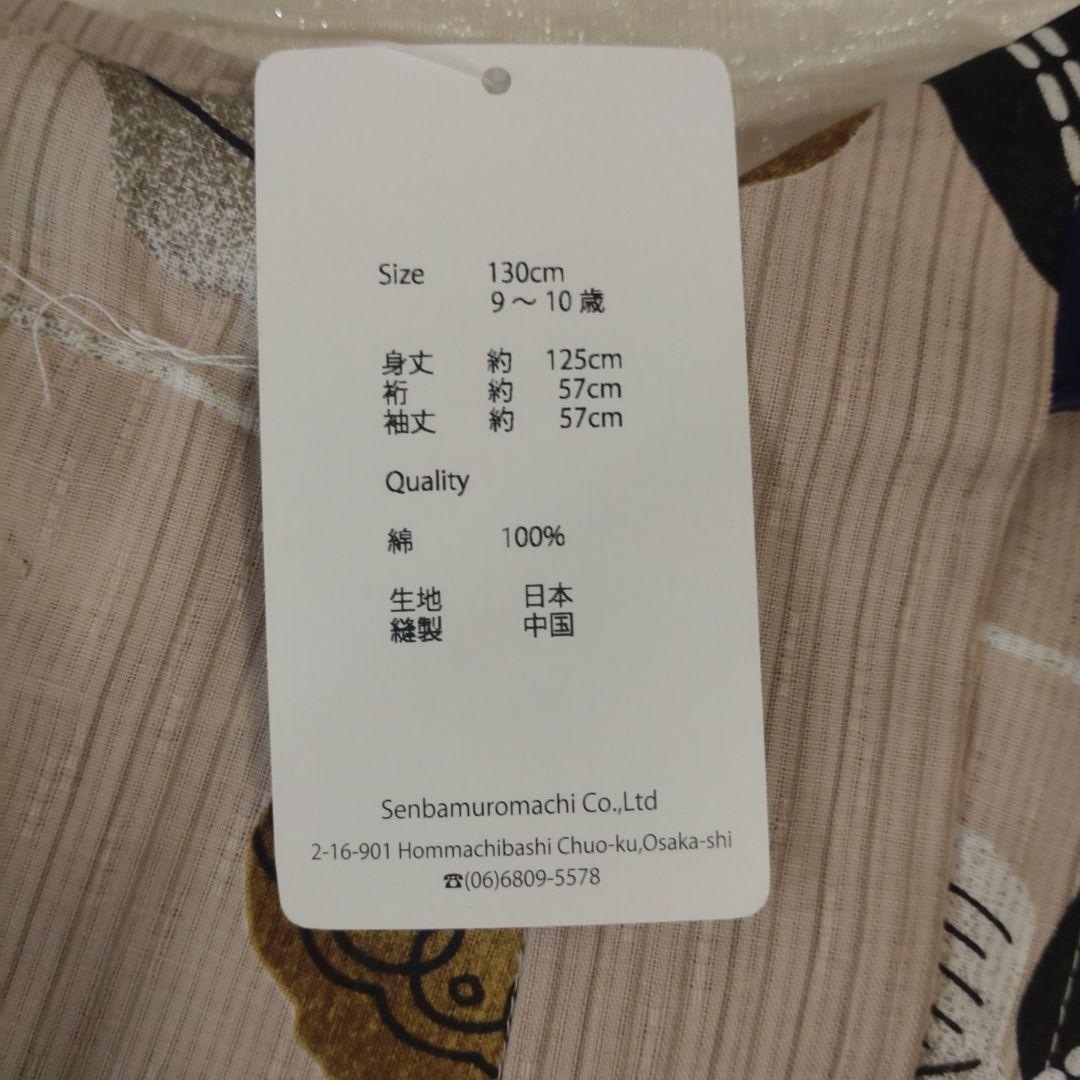 Size 130cm
9～10歳
身丈 約 125cm
裄 約 57cm
袖丈 約 57cm
Quality
綿 100%
生地 日本
縫製 中国
Senbamuromachi Co.,Ltd
2-16-901 Hommachibashi Chuo-ku,Osaka-shi
☎(06)6809-5578